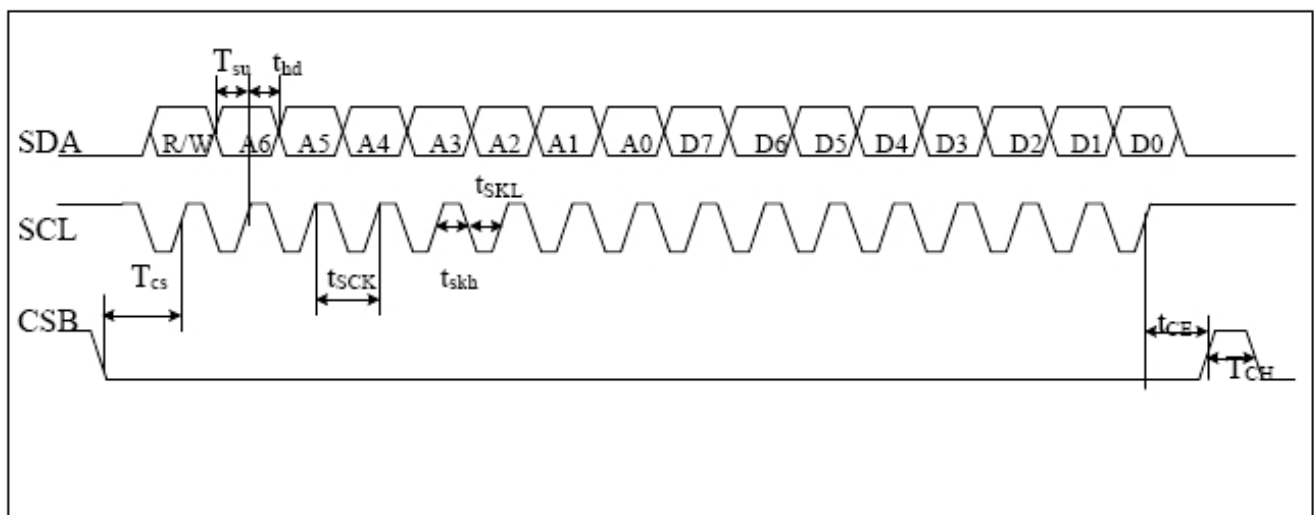 Tsu thd
SDA R/W A6 A5 A4 A3 A2 A1 A0 D7 D6 D5 D4 D3 D2 D1 D0
tSKL
SCL
Tcs tSCK tskh
CSB tCE
TCH